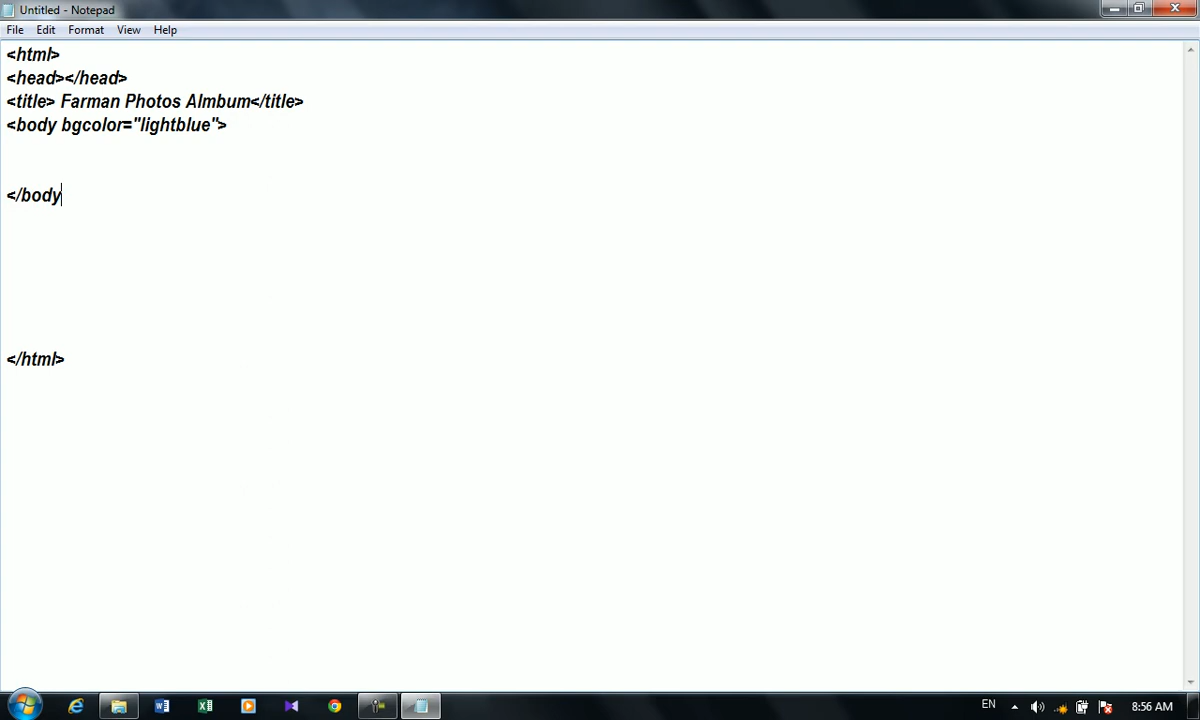 Untitled - Notepad
File Edit Format View Help
<html>
<head></head>
<title> Farman Photos Almbum</title>
<body bgcolor="lightblue">
</body
</html>
EN 8:56 AM